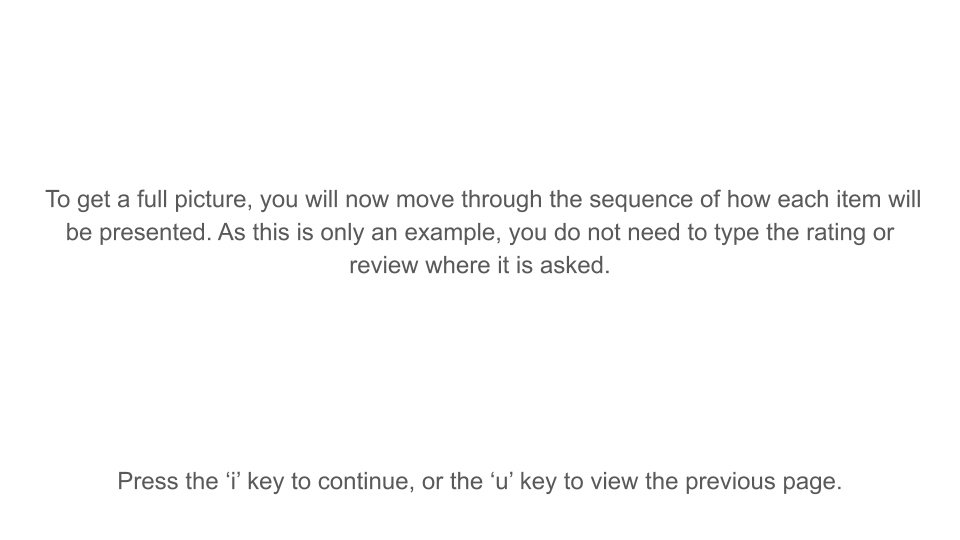 To get a full picture, you will now move through the sequence of how each item will
be presented. As this is only an example, you do not need to type the rating or
review where it is asked.
Press the ‘i’ key to continue, or the ‘u’ key to view the previous page.